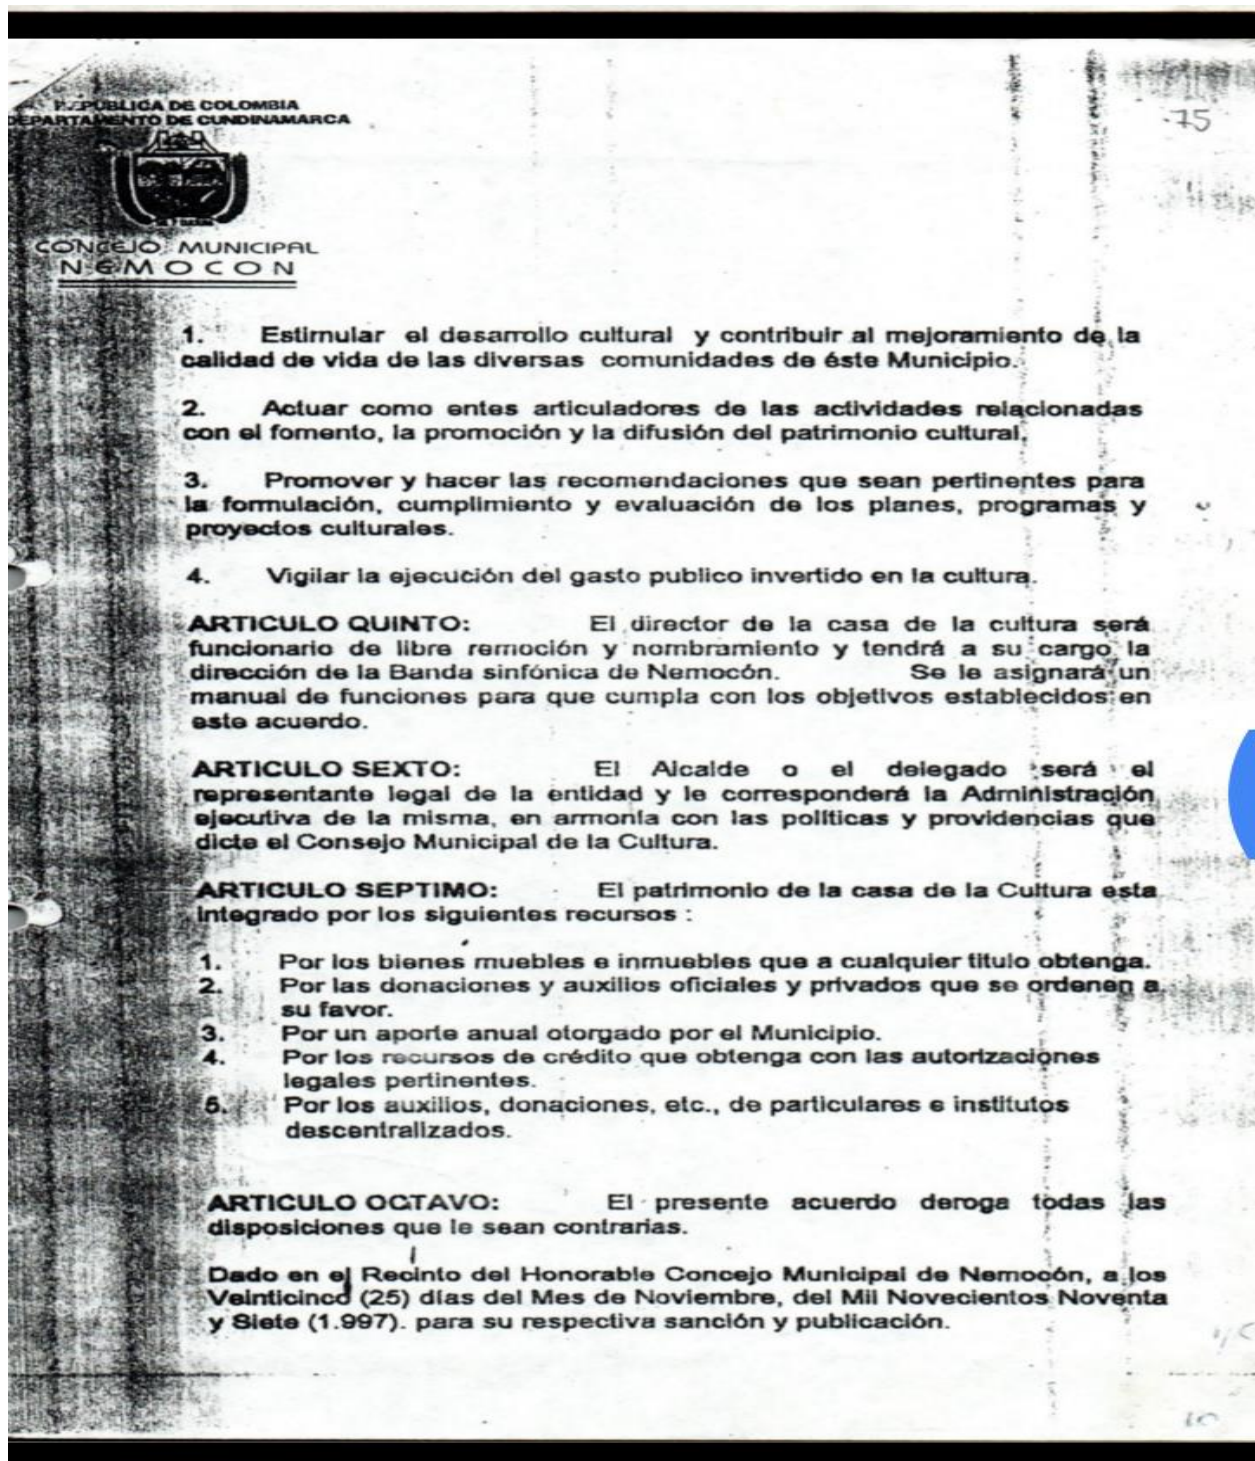 REPUBLICA DE COLOMBIA
DEPARTAMENTO DE CUNDINAMARCA
75
CONCEJO MUNICIPAL
NEMOCON
1. Estimular el desarrollo cultural y contribuir al mejoramiento de la
calidad de vida de las diversas comunidades de éste Municipio.
2. Actuar como entes articuladores de las actividades relacionadas
con el fomento, la promoción y la difusión del patrimonio cultural.
3. Promover y hacer las recomendaciones que sean pertinentes para
la formulación, cumplimiento y evaluación de los planes, programas y
proyectos culturales.
4. Vigilar la ejecución del gasto publico invertido en la cultura.
ARTICULO QUINTO: El director de la casa de la cultura será
funcionario de libre remoción y nombramiento y tendrá a su cargo la
dirección de la Banda sinfónica de Nemocón. Se le asignará un
manual de funciones para que cumpla con los objetivos establecidos en
este acuerdo.
ARTICULO SEXTO: El Alcalde o el delegado será el
representante legal de la entidad y le corresponderá la Administración
ejecutiva de la misma, en armonía con las políticas y providencias que
dicte el Consejo Municipal de la Cultura.
ARTICULO SEPTIMO: El patrimonio de la casa de la Cultura esta
integrado por los siguientes recursos :
1. Por los bienes muebles e inmuebles que a cualquier titulo obtenga.
2. Por las donaciones y auxilios oficiales y privados que se ordenen a
su favor.
3. Por un aporte anual otorgado por el Municipio.
4. Por los recursos de crédito que obtenga con las autorizaciones
legales pertinentes.
5. Por los auxilios, donaciones, etc., de particulares e institutos
descentralizados.
ARTICULO OCTAVO: El presente acuerdo deroga todas las
disposiciones que le sean contrarias.
Dado en el Recinto del Honorable Concejo Municipal de Nemocón, a los
Veinticinco (25) días del Mes de Noviembre, del Mil Novecientos Noventa
y Siete (1.997). para su respectiva sanción y publicación.